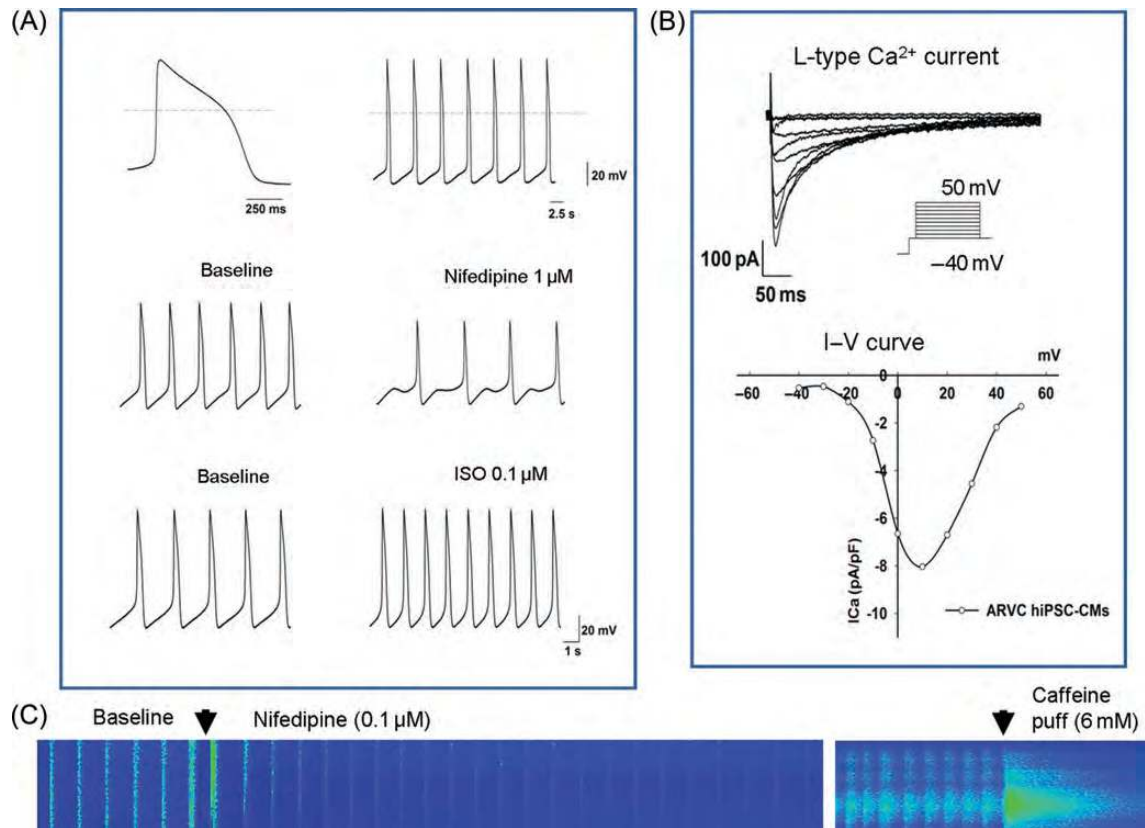 (A)
20 mV
250 ms
2.5 s
Baseline
Nifedipine 1 µM
Baseline
ISO 0.1 µM
20 mV
1 s
(B)
L-type Ca²⁺ current
50 mV
100 pA
−40 mV
50 ms
I–V curve
mV
−60 −40 −20 0 20 40 60
0
-2
-4
-6
-8
-10
ICa (pA/pF)
ARVC hiPSC-CMs
(C)
Baseline
Nifedipine (0.1 µM)
Caffeine
puff (6 mM)